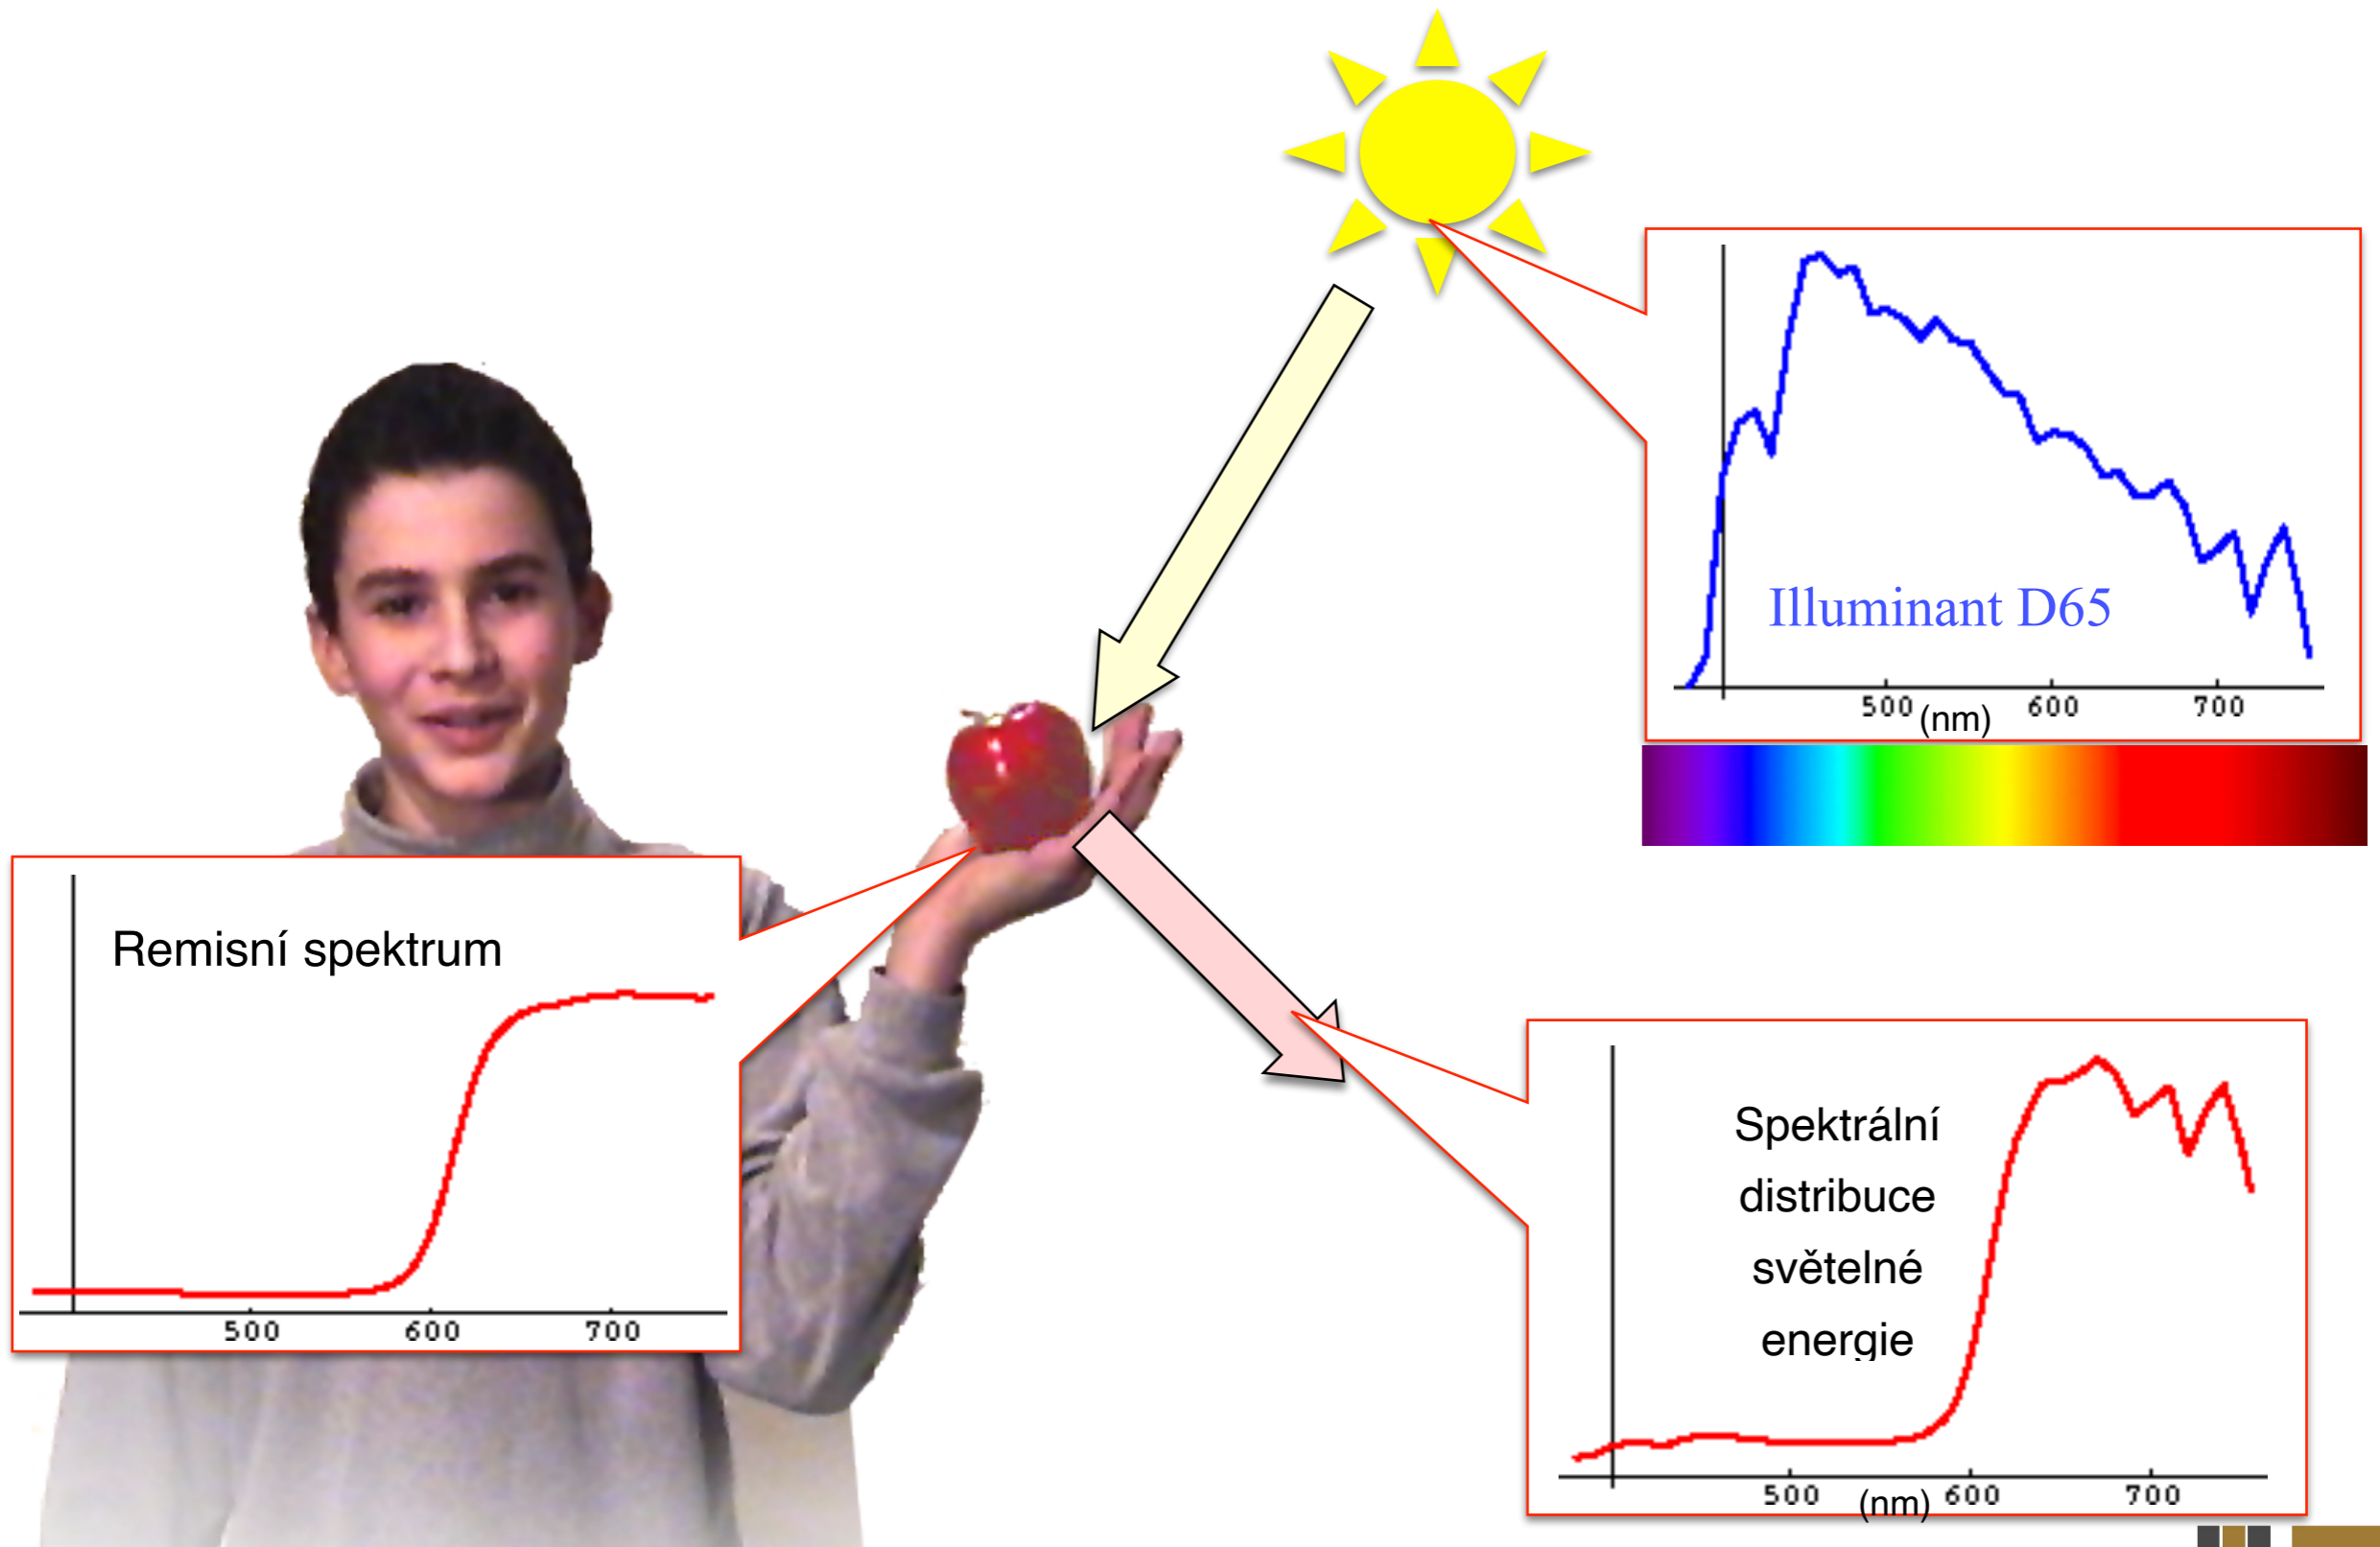 Illuminant D65
500 (nm) 600 700
Remisní spektrum
500 600 700
Spektrální
distribuce
světelné
energie
500 (nm) 600 700